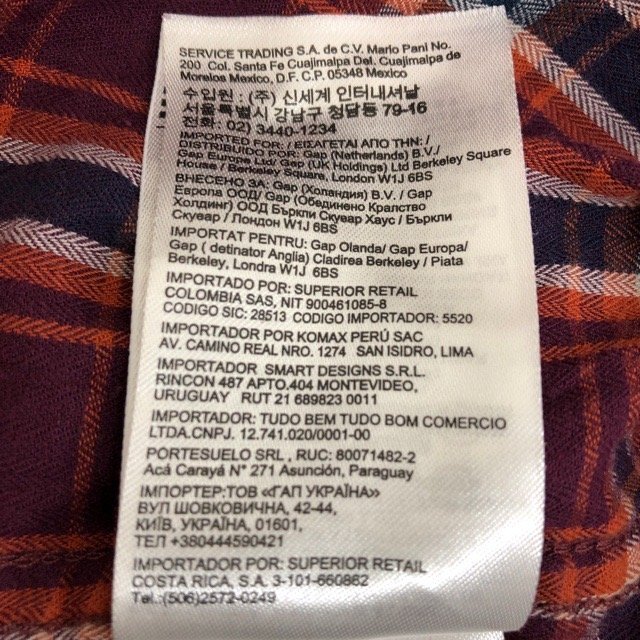 SERVICE TRADING S.A. de C.V. Mario Pani No.
200 Col. Santa Fe Cuajimalpa Del. Cuajimalpa de
Morelos Mexico, D.F. C.P. 05348 Mexico
수입원 : (주) 신세계 인터내셔날
서울특별시 강남구 청담동 79-16
전화: 02) 3440-1234
IMPORTED FOR: / ΕΙΣΑΓΕΤΑΙ ΑΠΟ ΤΗΝ: /
DISTRIBUIDO POR: Gap (Netherlands) B.V./
Gap Europe Ltd/ Gap (UK Holdings) Ltd Berkeley Square
House / Berkeley Square, London W1J 6BS
ВНЕСЕНО ЗА: Gap (Холандия) B.V. / Gap
Европа ООД/ Gap (Обединено Кралство
Холдинг) ООД Бъркли Скуеър Хаус / Бъркли
Скуеър / Лондон W1J 6BS
IMPORTAT PENTRU: Gap Olanda/ Gap Europa/
Gap ( detinator Anglia) Cladirea Berkeley / Piata
Berkeley, Londra W1J 6BS
IMPORTADO POR: SUPERIOR RETAIL
COLOMBIA SAS, NIT 900461085-8
CODIGO SIC: 28513 CODIGO IMPORTADOR: 5520
IMPORTADOR POR KOMAX PERÚ SAC
AV. CAMINO REAL NRO. 1274 SAN ISIDRO, LIMA
IMPORTADOR SMART DESIGNS S.R.L.
RINCON 487 APTO.404 MONTEVIDEO,
URUGUAY RUT 21 689823 0011
IMPORTADOR: TUDO BEM TUDO BOM COMERCIO
LTDA.CNPJ. 12.741.020/0001-00
PORTESUELO SRL , RUC: 80071482-2
Acá Carayá N° 271 Asunción, Paraguay
ІМПОРТЕР:ТОВ «ГАП УКРАЇНА»
ВУЛ ШОВКОВИЧНА, 42-44,
КИЇВ, УКРАЇНА, 01601,
ТЕЛ +380444590421
IMPORTADOR POR: SUPERIOR RETAIL
COSTA RICA, S.A. 3-101-660862
Tel.:(506)2572-0249